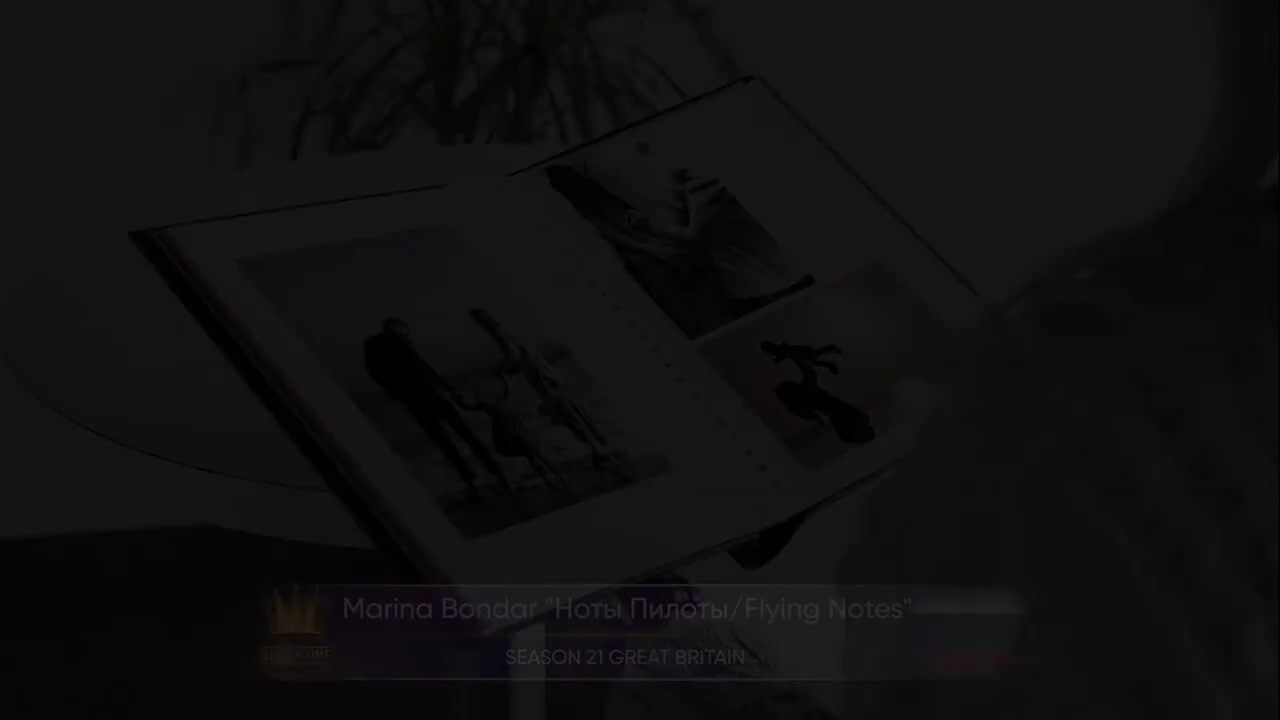 Marina Bondar "Ноты Пилоты/Flying Notes"
SEASON 21 GREAT BRITAIN